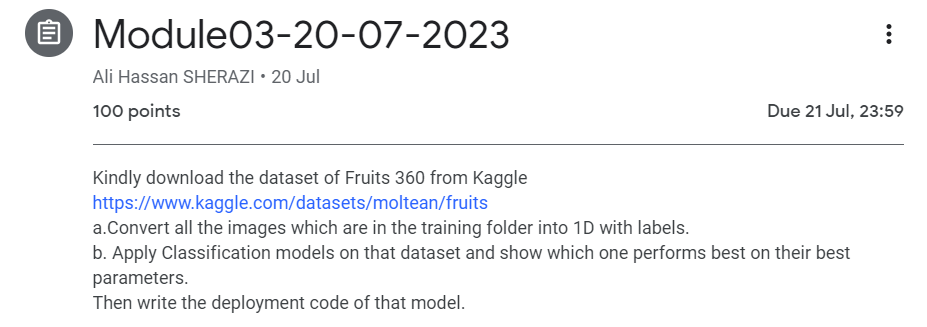 Module03-20-07-2023
Ali Hassan SHERAZI • 20 Jul
100 points
Due 21 Jul, 23:59
Kindly download the dataset of Fruits 360 from Kaggle
https://www.kaggle.com/datasets/moltean/fruits
a.Convert all the images which are in the training folder into 1D with labels.
b. Apply Classification models on that dataset and show which one performs best on their best
parameters.
Then write the deployment code of that model.